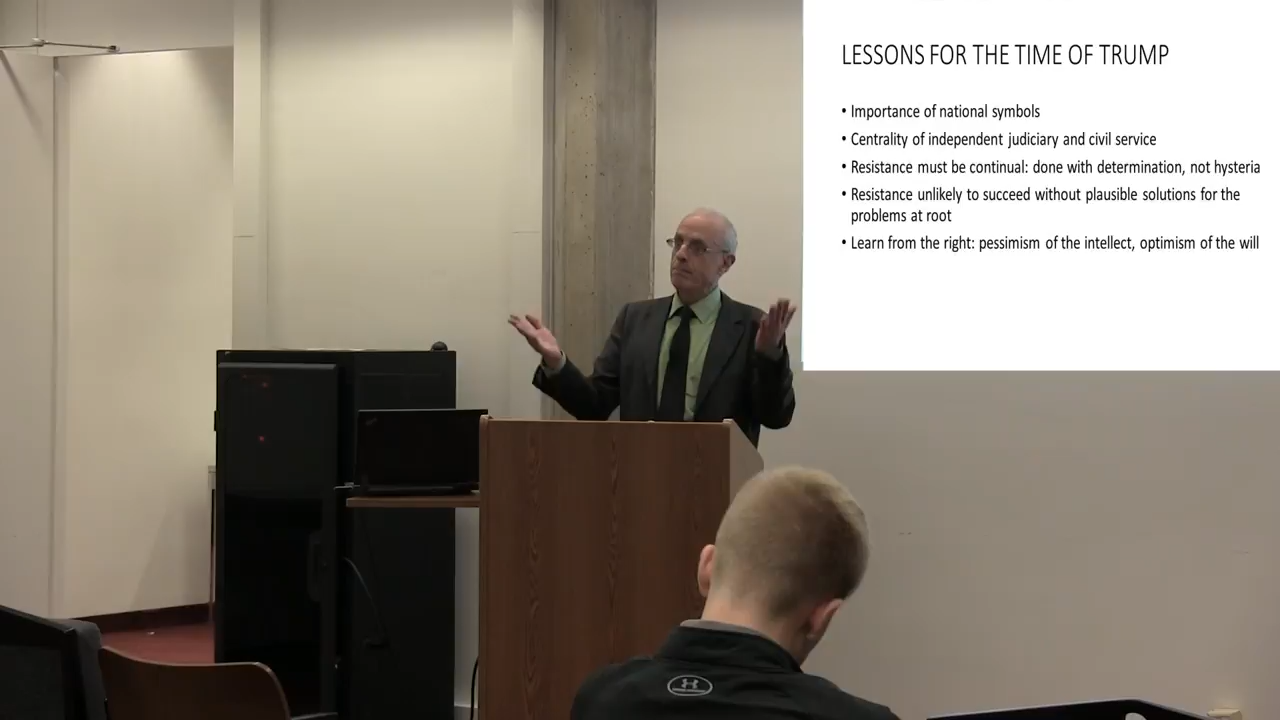 LESSONS FOR THE TIME OF TRUMP
• Importance of national symbols
• Centrality of independent judiciary and civil service
• Resistance must be continual: done with determination, not hysteria
• Resistance unlikely to succeed without plausible solutions for the
problems at root
• Learn from the right: pessimism of the intellect, optimism of the will